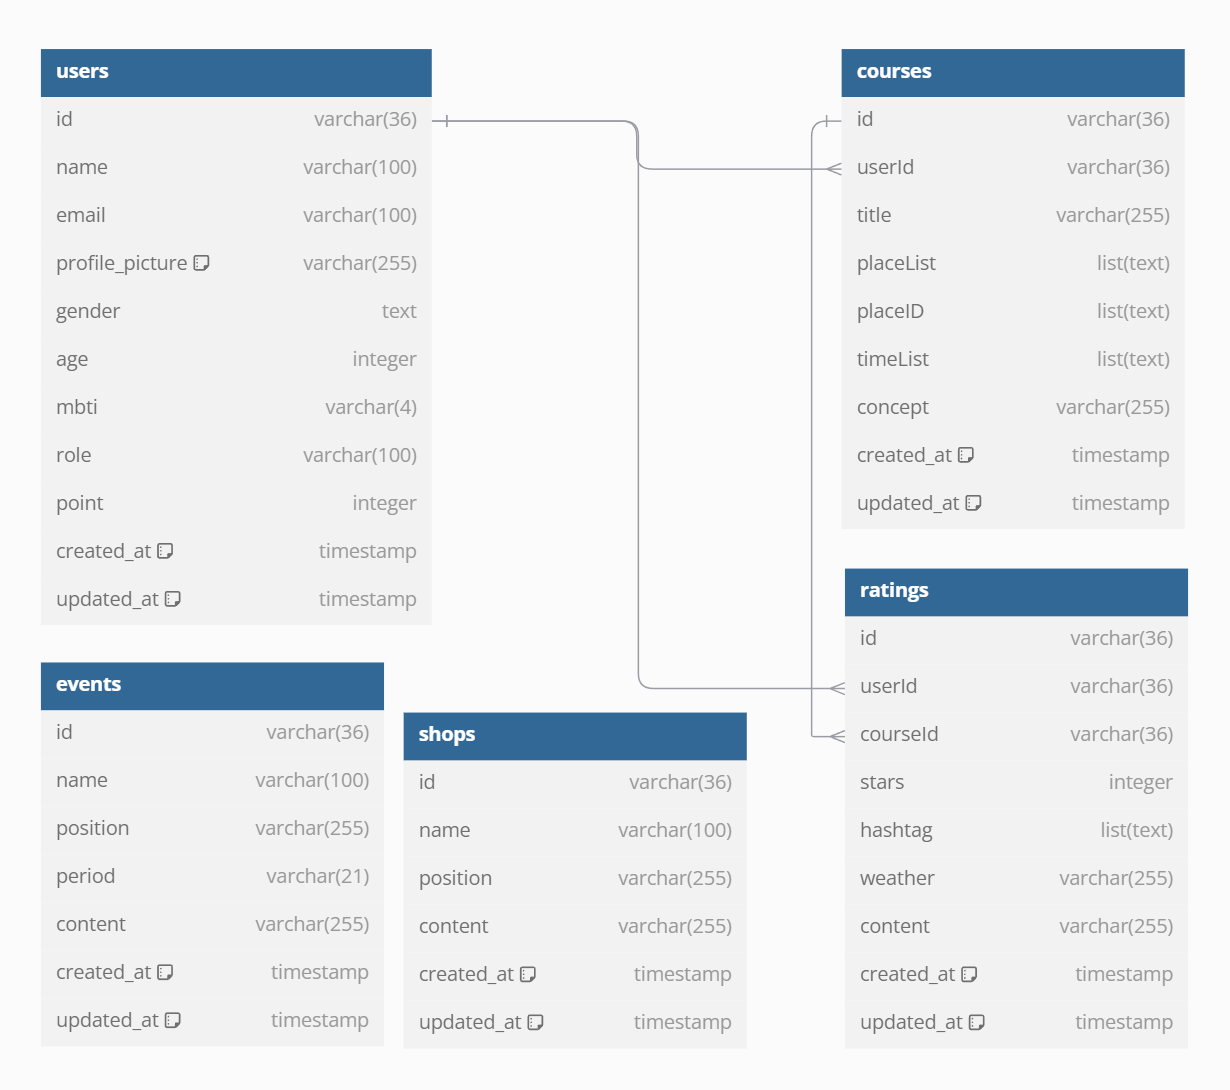 users
id varchar(36)
name varchar(100)
email varchar(100)
profile_picture varchar(255)
gender text
age integer
mbti varchar(4)
role varchar(100)
point integer
created_at timestamp
updated_at timestamp
courses
id varchar(36)
userId varchar(36)
title varchar(255)
placeList list(text)
placeID list(text)
timeList list(text)
concept varchar(255)
created_at timestamp
updated_at timestamp
events
id varchar(36)
name varchar(100)
position varchar(255)
period varchar(21)
content varchar(255)
created_at timestamp
updated_at timestamp
shops
id varchar(36)
name varchar(100)
position varchar(255)
content varchar(255)
created_at timestamp
updated_at timestamp
ratings
id varchar(36)
userId varchar(36)
courseId varchar(36)
stars integer
hashtag list(text)
weather varchar(255)
content varchar(255)
created_at timestamp
updated_at timestamp